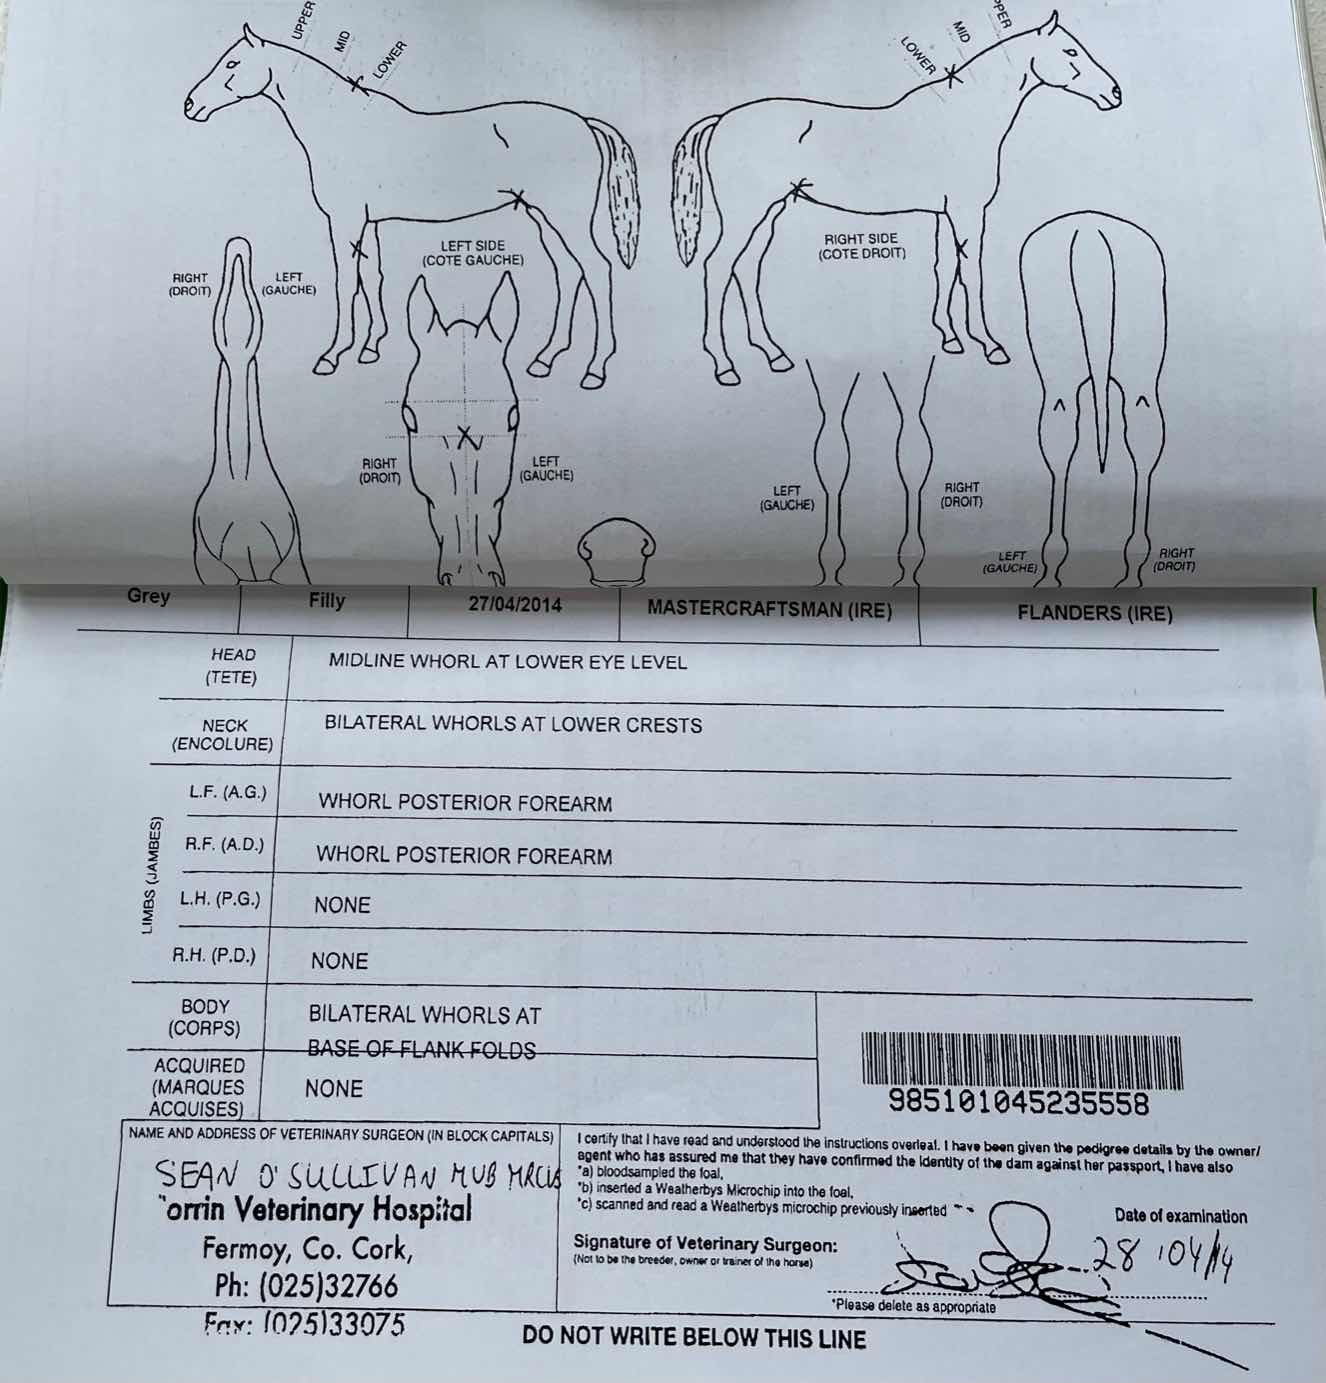 UPPER
MID
LOWER
LOWER
MID
PPER
LEFT SIDE
(COTE GAUCHE)
RIGHT SIDE
(COTE DROIT)
RIGHT
(DROIT)
LEFT
(GAUCHE)
RIGHT
(DROIT)
LEFT
(GAUCHE)
LEFT
(GAUCHE)
RIGHT
(DROIT)
LEFT
(GAUCHE)
RIGHT
(DROIT)
Grey Filly 27/04/2014 MASTERCRAFTSMAN (IRE) FLANDERS (IRE)
HEAD
(TETE)
MIDLINE WHORL AT LOWER EYE LEVEL
NECK
(ENCOLURE)
BILATERAL WHORLS AT LOWER CRESTS
LIMBS (JAMBES)
L.F. (A.G.) WHORL POSTERIOR FOREARM
R.F. (A.D.) WHORL POSTERIOR FOREARM
L.H. (P.G.) NONE
R.H. (P.D.) NONE
BODY
(CORPS)
BILATERAL WHORLS AT
BASE OF FLANK FOLDS
ACQUIRED
(MARQUES
ACQUISES)
NONE
985101045235558
NAME AND ADDRESS OF VETERINARY SURGEON (IN BLOCK CAPITALS)
SEAN O'SULLIVAN MVB MRCVS
orrin Veterinary Hospital
Fermoy, Co. Cork,
Ph: (025)32766
Fax: (025)33075
I certify that I have read and understood the instructions overleaf. I have been given the pedigree details by the owner/
agent who has assured me that they have confirmed the identity of the dam against her passport, I have also
*a) bloodsampled the foal,
*b) inserted a Weatherbys Microchip into the foal,
*c) scanned and read a Weatherbys microchip previously inserted
Date of examination
Signature of Veterinary Surgeon:
(Not to be the breeder, owner or trainer of the horse)
28/04/14
*Please delete as appropriate
DO NOT WRITE BELOW THIS LINE